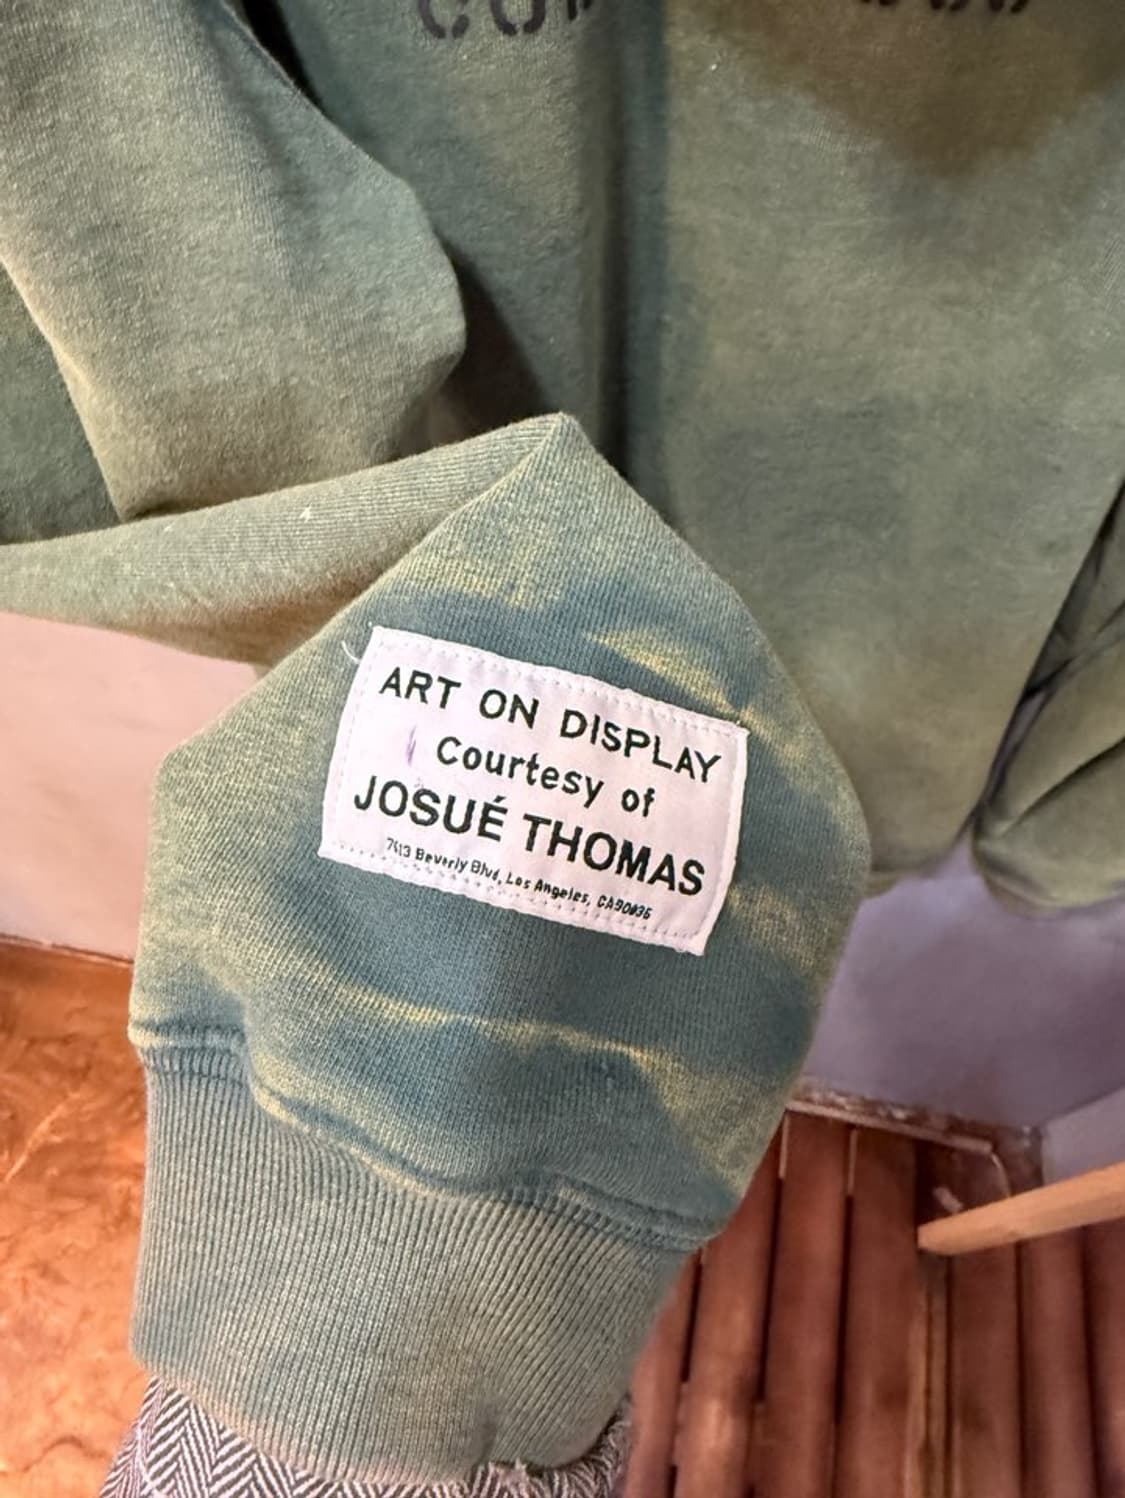 ART ON DISPLAY
Courtesy of
JOSUÉ THOMAS
7413 Beverly Blvd, Los Angeles, CA90036